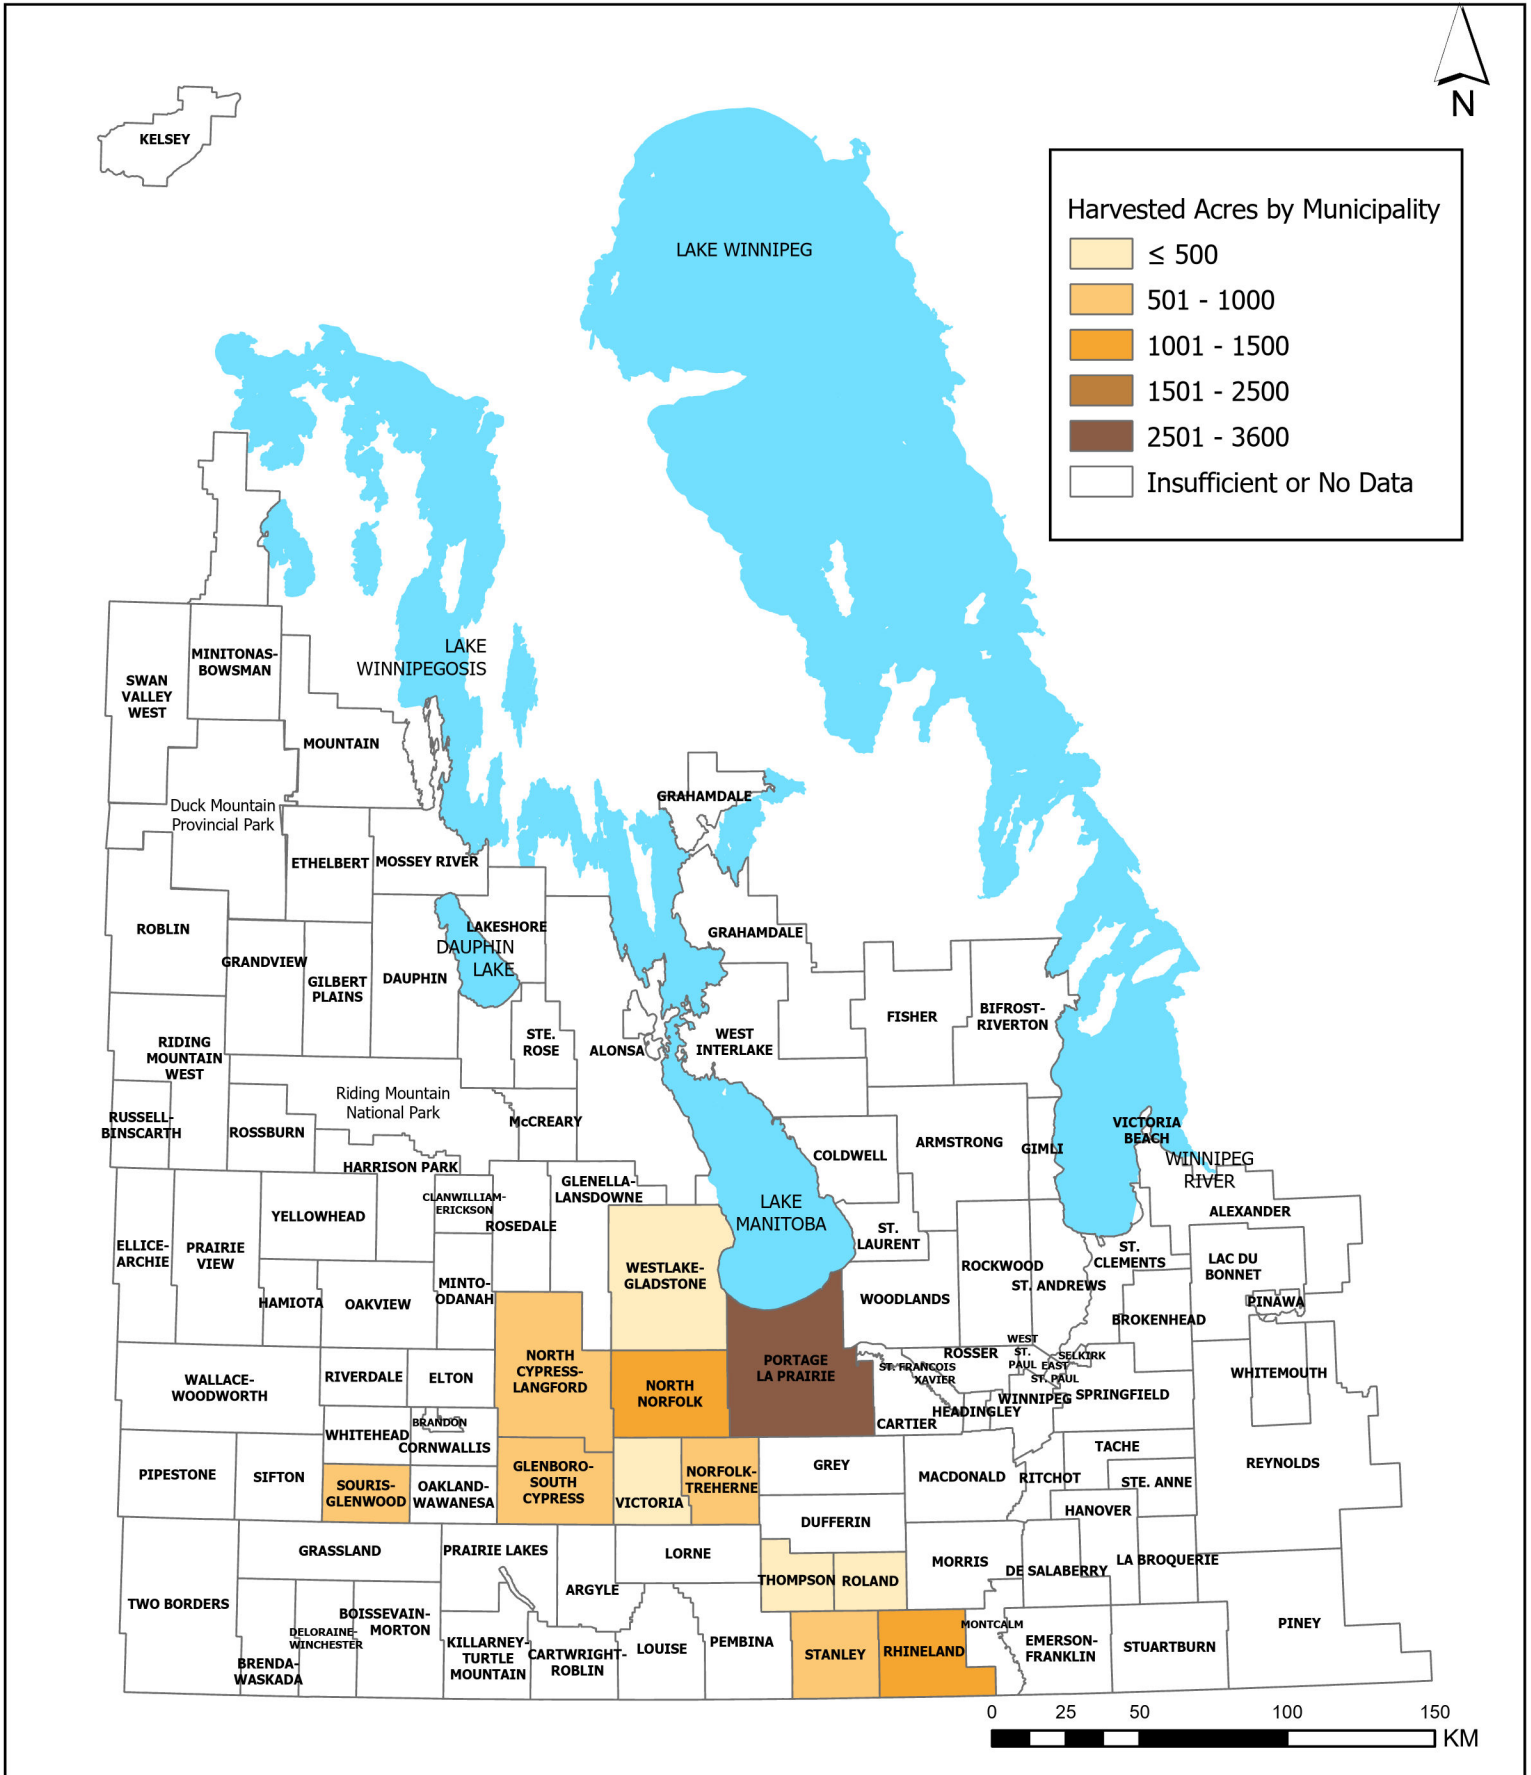 N
KELSEY
Harvested Acres by Municipality
≤ 500
501 - 1000
1001 - 1500
1501 - 2500
2501 - 3600
Insufficient or No Data
LAKE WINNIPEG
LAKE
WINNIPEGOSIS
MINITONAS-
BOWSMAN
SWAN
VALLEY
WEST
MOUNTAIN
Duck Mountain
Provincial Park
GRAHAMDALE
ETHELBERT
MOSSEY RIVER
ROBLIN
LAKESHORE
DAUPHIN
LAKE
GRAHAMDALE
GRANDVIEW
GILBERT
PLAINS
DAUPHIN
FISHER
BIFROST-
RIVERTON
STE.
ROSE
ALONSA
WEST
INTERLAKE
RIDING
MOUNTAIN
WEST
Riding Mountain
National Park
RUSSELL-
BINSCARTH
ROSSBURN
McCREARY
ARMSTRONG
GIMLI
VICTORIA
BEACH
COLDWELL
WINNIPEG
RIVER
HARRISON PARK
GLENELLA-
LANSDOWNE
CLANWILLIAM-
ERICKSON
ROSEDALE
YELLOWHEAD
LAKE
MANITOBA
ST.
LAURENT
ALEXANDER
ELLICE-
ARCHIE
PRAIRIE
VIEW
ST.
CLEMENTS
LAC DU
BONNET
WESTLAKE-
GLADSTONE
ROCKWOOD
ST. ANDREWS
HAMIOTA
OAKVIEW
MINTO-
ODANAH
WOODLANDS
PINAWA
BROKENHEAD
NORTH
CYPRESS-
LANGFORD
PORTAGE
LA PRAIRIE
ROSSER
WEST
ST.
PAUL
EAST
ST. PAUL
SELKIRK
ST. FRANCOIS
XAVIER
WHITEMOUTH
WALLACE-
WOODWORTH
RIVERDALE
ELTON
NORTH
NORFOLK
WINNIPEG
SPRINGFIELD
HEADINGLEY
CARTIER
BRANDON
WHITEHEAD
CORNWALLIS
TACHE
PIPESTONE
SIFTON
SOURIS-
GLENWOOD
OAKLAND-
WAWANESA
GLENBORO-
SOUTH
CYPRESS
VICTORIA
NORFOLK-
TREHERNE
GREY
MACDONALD
RITCHOT
STE. ANNE
REYNOLDS
HANOVER
DUFFERIN
GRASSLAND
PRAIRIE LAKES
LORNE
MORRIS
DE SALABERRY
LA BROQUERIE
THOMPSON
ROLAND
ARGYLE
TWO BORDERS
BOISSEVAIN-
MORTON
DELORAINE-
WINCHESTER
BRENDA-
WASKADA
KILLARNEY-
TURTLE
MOUNTAIN
CARTWRIGHT-
ROBLIN
LOUISE
PEMBINA
STANLEY
RHINELAND
MONTCALM
EMERSON-
FRANKLIN
STUARTBURN
PINEY
0 25 50 100 150
KM